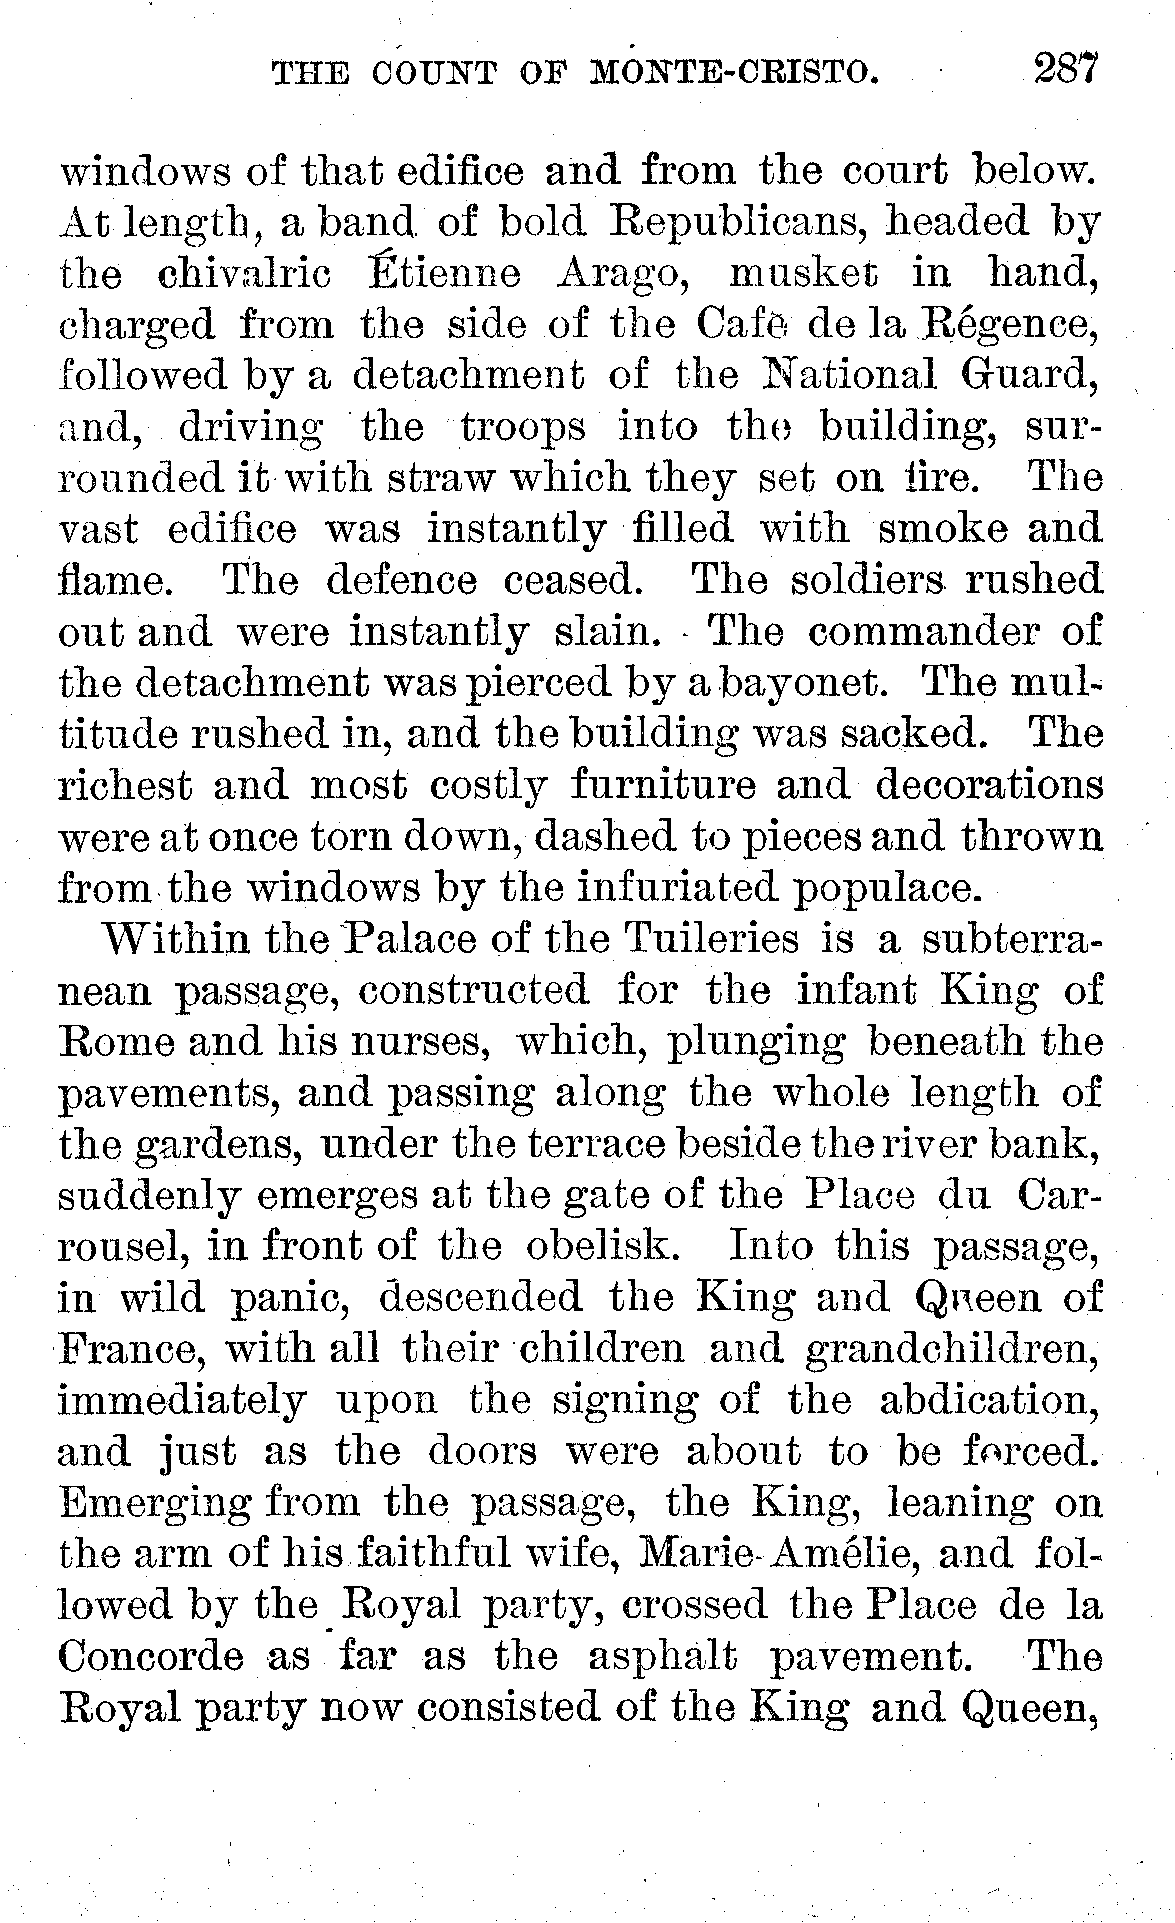 THE COUNT OF MONTE-CRISTO. 287
windows of that edifice and from the court below.
At length, a band of bold Republicans, headed by
the chivalric Étienne Arago, musket in hand,
charged from the side of the Café de la Régence,
followed by a detachment of the National Guard,
and, driving the troops into the building, sur-
rounded it with straw which they set on fire. The
vast edifice was instantly filled with smoke and
flame. The defence ceased. The soldiers rushed
out and were instantly slain. The commander of
the detachment was pierced by a bayonet. The mul-
titude rushed in, and the building was sacked. The
richest and most costly furniture and decorations
were at once torn down, dashed to pieces and thrown
from the windows by the infuriated populace.
Within the Palace of the Tuileries is a subterra-
nean passage, constructed for the infant King of
Rome and his nurses, which, plunging beneath the
pavements, and passing along the whole length of
the gardens, under the terrace beside the river bank,
suddenly emerges at the gate of the Place du Car-
rousel, in front of the obelisk. Into this passage,
in wild panic, descended the King and Queen of
France, with all their children and grandchildren,
immediately upon the signing of the abdication,
and just as the doors were about to be forced.
Emerging from the passage, the King, leaning on
the arm of his faithful wife, Marie-Amélie, and fol-
lowed by the Royal party, crossed the Place de la
Concorde as far as the asphalt pavement. The
Royal party now consisted of the King and Queen,